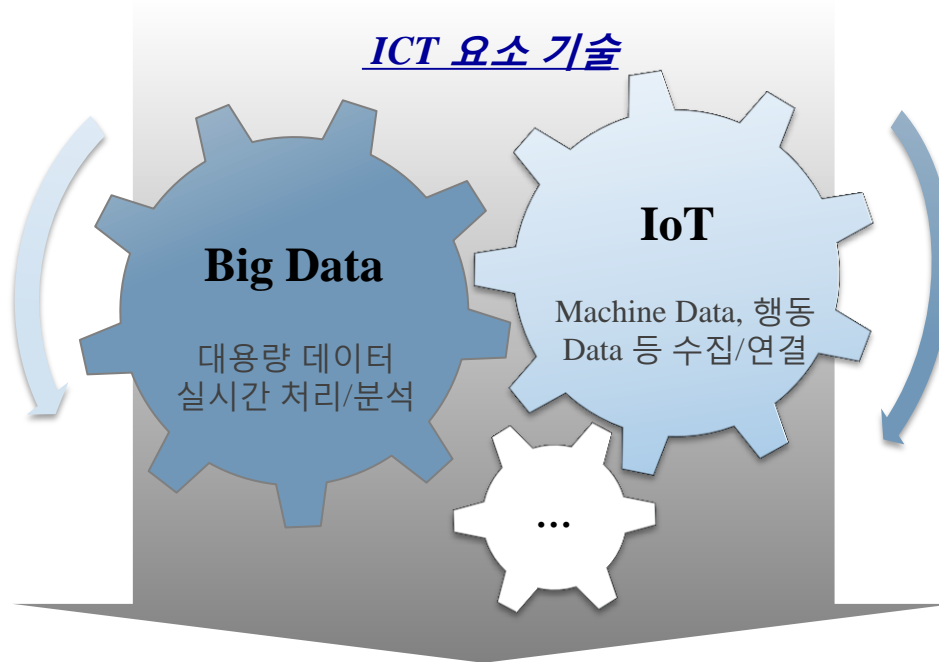 ICT 요소 기술
Big Data
대용량 데이터
실시간 처리/분석
IoT
Machine Data, 행동
Data 등 수집/연결
...